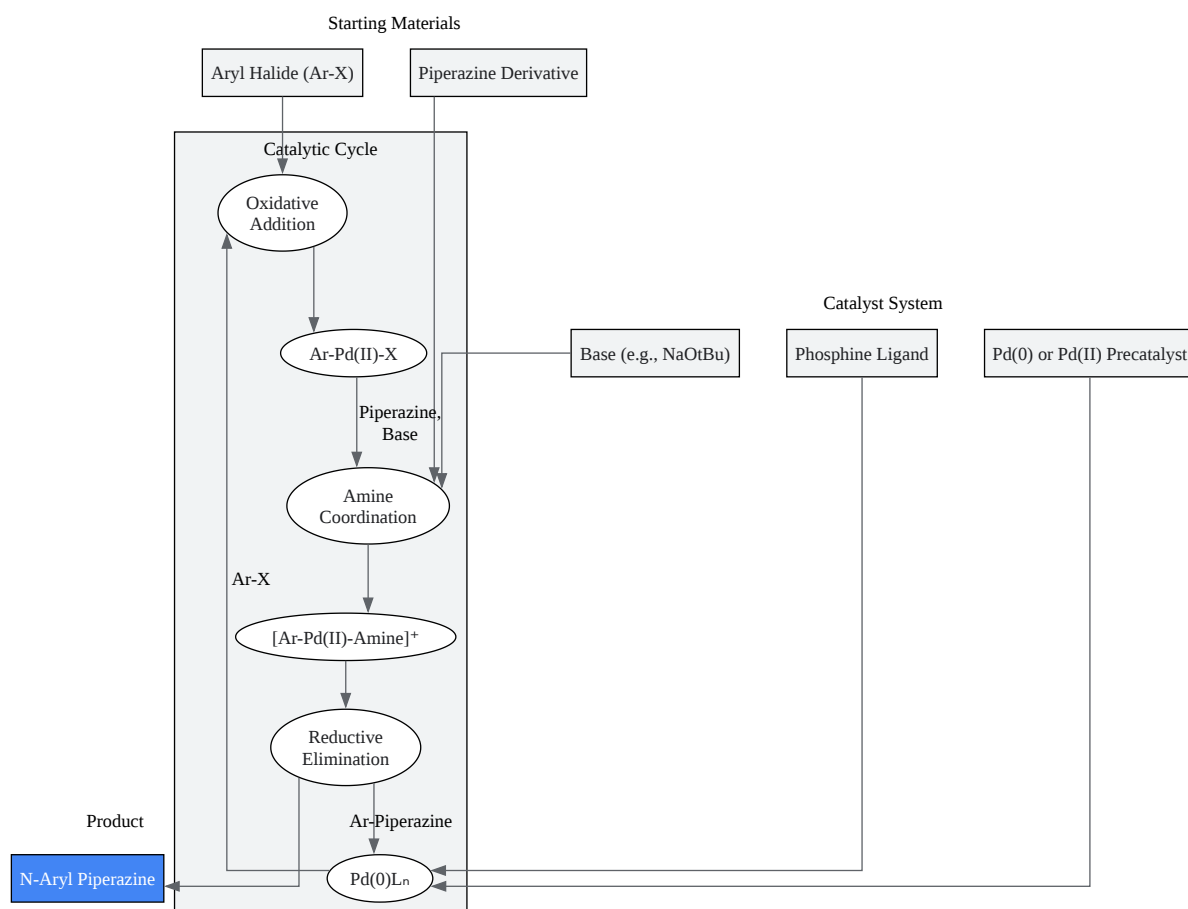 Starting Materials
Aryl Halide (Ar-X)
Piperazine Derivative
Catalytic Cycle
Oxidative
Addition
Catalyst System
Ar-Pd(II)-X
Base (e.g., NaOtBu)
Phosphine Ligand
Pd(0) or Pd(II) Precatalyst
Piperazine,
Base
Amine
Coordination
Ar-X
[Ar-Pd(II)-Amine]⁺
Reductive
Elimination
Product
Ar-Piperazine
N-Aryl Piperazine
Pd(0)Lₙ